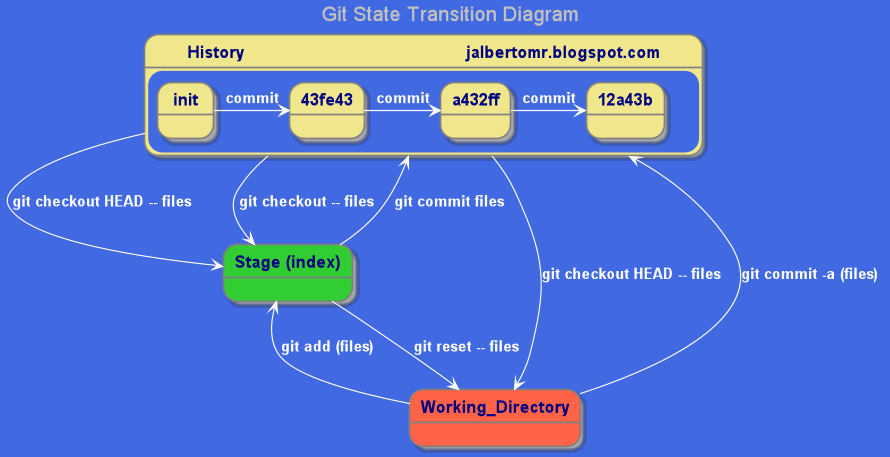 Git State Transition Diagram
History jalbertomr.blogspot.com
init commit 43fe43 commit a432ff commit 12a43b
git checkout HEAD -- files git checkout -- files git commit files
Stage (index)
git checkout HEAD -- files git commit -a (files)
git add (files) git reset -- files
Working_Directory